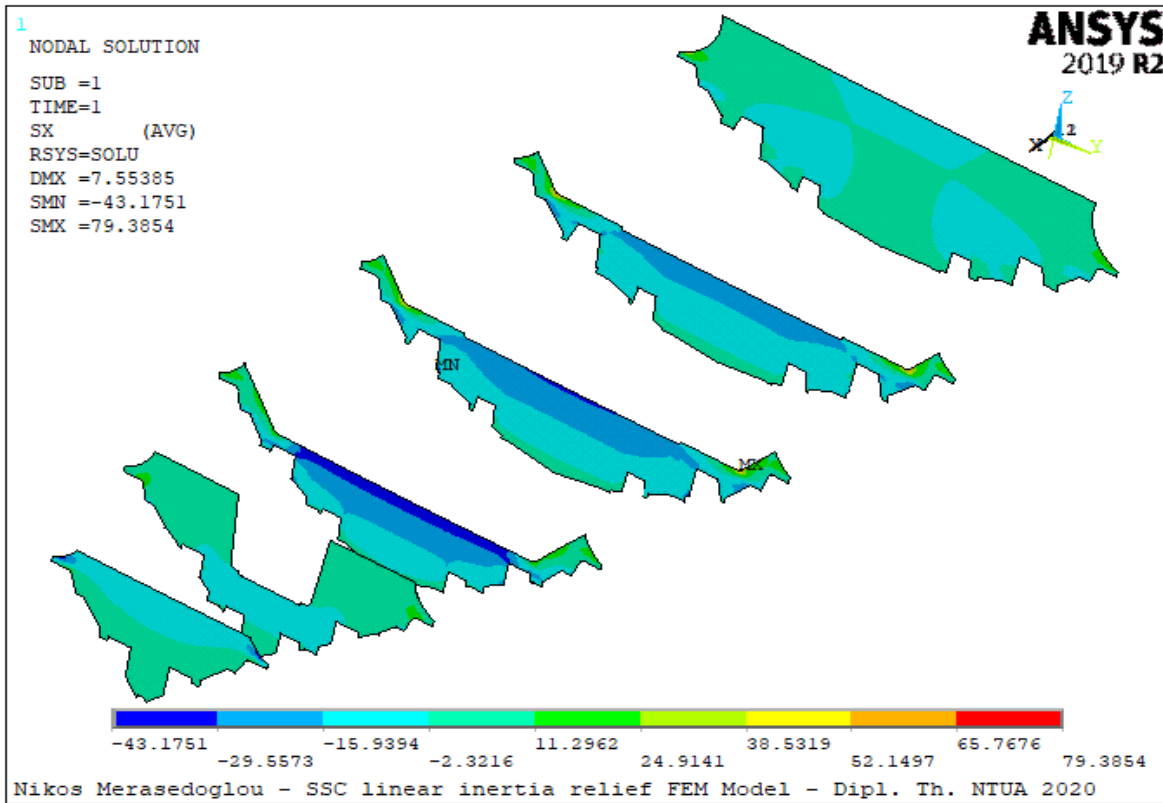 1
NODAL SOLUTION
SUB =1
TIME=1
SX (AVG)
RSYS=SOLU
DMX =7.55385
SMN =-43.1751
SMX =79.3854
ANSYS
2019 R2
Z
X
Y
MN
MX
-43.1751 -15.9394 11.2962 38.5319 65.7676
-29.5573 -2.3216 24.9141 52.1497 79.3854
Nikos Merasedoglou - SSC linear inertia relief FEM Model - Dipl. Th. NTUA 2020